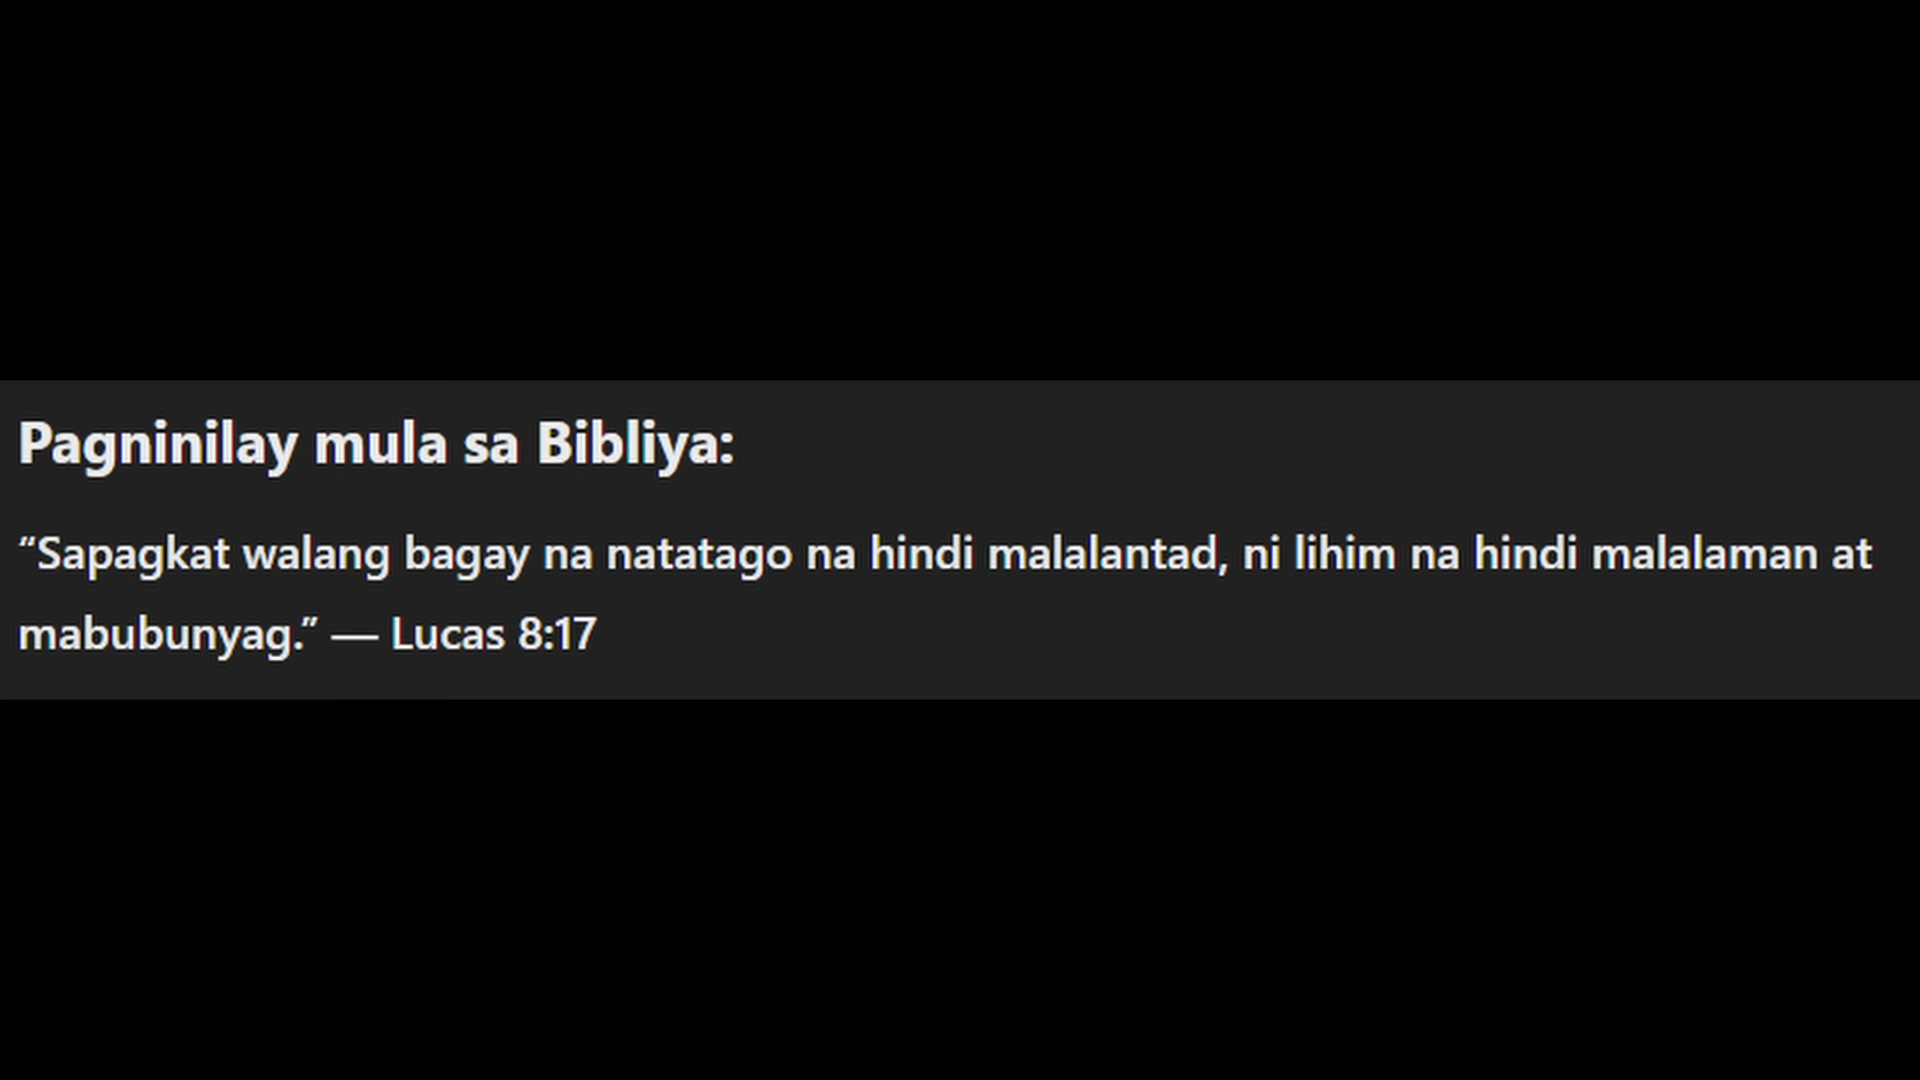 Pagninilay mula sa Bibliya:
“Sapagkat walang bagay na natatago na hindi malalantad, ni lihim na hindi malalaman at
mabubunyag.” — Lucas 8:17